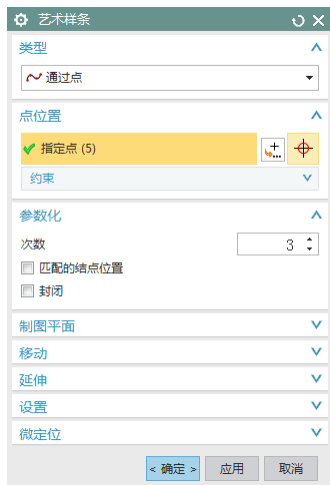 艺术样条
类型
通过点
点位置
指定点 (5)
约束
参数化
次数 3
匹配的结点位置
封闭
制图平面
移动
延伸
设置
微定位
< 确定 > 应用 取消